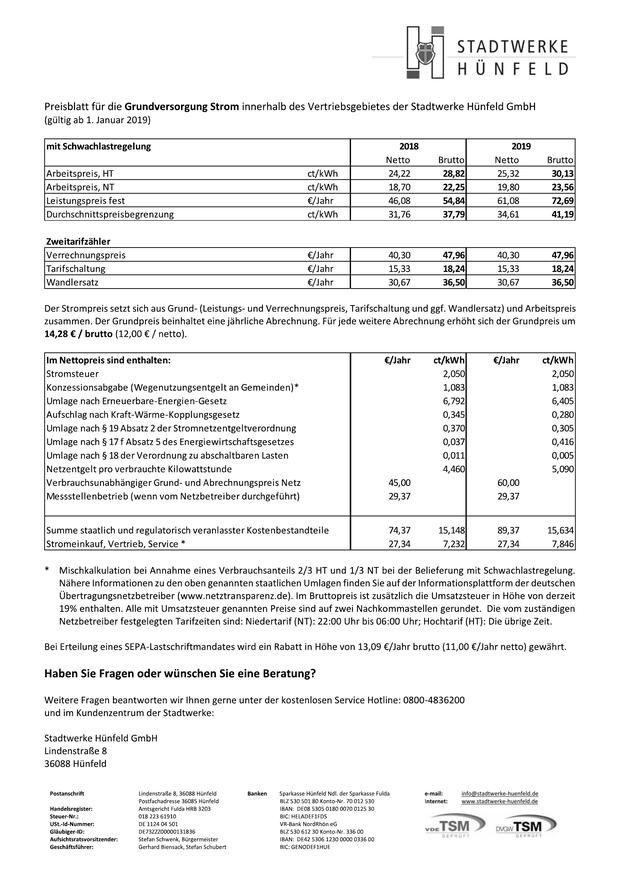 STADTWERKE
HÜNFELD
Preisblatt für die Grundversorgung Strom innerhalb des Vertriebsgebietes der Stadtwerke Hünfeld GmbH
(gültig ab 1. Januar 2019)
mit Schwachlastregelung 2018 2019
Netto Brutto Netto Brutto
Arbeitspreis, HT ct/kWh 24,22 28,82 25,32 30,13
Arbeitspreis, NT ct/kWh 18,70 22,25 19,80 23,56
Leistungspreis fest €/Jahr 46,08 54,84 61,08 72,69
Durchschnittspreisbegrenzung ct/kWh 31,76 37,79 34,61 41,19
Zweitarifzähler
Verrechnungspreis €/Jahr 40,30 47,96 40,30 47,96
Tarifschaltung €/Jahr 15,33 18,24 15,33 18,24
Wandlersatz €/Jahr 30,67 36,50 30,67 36,50
Der Strompreis setzt sich aus Grund- (Leistungs- und Verrechnungspreis, Tarifschaltung und ggf. Wandlersatz) und Arbeitspreis
zusammen. Der Grundpreis beinhaltet eine jährliche Abrechnung. Für jede weitere Abrechnung erhöht sich der Grundpreis um
14,28 € / brutto (12,00 € / netto).
Im Nettopreis sind enthalten: €/Jahr ct/kWh €/Jahr ct/kWh
Stromsteuer 2,050 2,050
Konzessionsabgabe (Wegenutzungsentgelt an Gemeinden)* 1,083 1,083
Umlage nach Erneuerbare-Energien-Gesetz 6,792 6,405
Aufschlag nach Kraft-Wärme-Kopplungsgesetz 0,345 0,280
Umlage nach § 19 Absatz 2 der Stromnetzentgeltverordnung 0,370 0,305
Umlage nach § 17 f Absatz 5 des Energiewirtschaftsgesetzes 0,037 0,416
Umlage nach § 18 der Verordnung zu abschaltbaren Lasten 0,011 0,005
Netzentgelt pro verbrauchte Kilowattstunde 4,460 5,090
Verbrauchsunabhängiger Grund- und Abrechnungspreis Netz 45,00 60,00
Messstellenbetrieb (wenn vom Netzbetreiber durchgeführt) 29,37 29,37
Summe staatlich und regulatorisch veranlasster Kostenbestandteile 74,37 15,148 89,37 15,634
Stromeinkauf, Vertrieb, Service * 27,34 7,232 27,34 7,846
* Mischkalkulation bei Annahme eines Verbrauchsanteils 2/3 HT und 1/3 NT bei der Belieferung mit Schwachlastregelung.
Nähere Informationen zu den oben genannten staatlichen Umlagen finden Sie auf der Informationsplattform der deutschen
Übertragungsnetzbetreiber (www.netztransparenz.de). Im Bruttopreis ist zusätzlich die Umsatzsteuer in Höhe von derzeit
19% enthalten. Alle mit Umsatzsteuer genannten Preise sind auf zwei Nachkommastellen gerundet. Die vom zuständigen
Netzbetreiber festgelegten Tarifzeiten sind: Niedertarif (NT): 22:00 Uhr bis 06:00 Uhr; Hochtarif (HT): Die übrige Zeit.
Bei Erteilung eines SEPA-Lastschriftmandates wird ein Rabatt in Höhe von 13,09 €/Jahr brutto (11,00 €/Jahr netto) gewährt.
Haben Sie Fragen oder wünschen Sie eine Beratung?
Weitere Fragen beantworten wir Ihnen gerne unter der kostenlosen Service Hotline: 0800-4836200
und im Kundenzentrum der Stadtwerke:
Stadtwerke Hünfeld GmbH
Lindenstraße 8
36088 Hünfeld
Postanschrift Lindenstraße 8, 36088 Hünfeld Banken Sparkasse Hünfeld Ndl. der Sparkasse Fulda e-mail: info@stadtwerke-huenfeld.de
Postfachadresse 36085 Hünfeld BLZ 530 501 80 Konto-Nr. 70 012 530 Internet: www.stadtwerke-huenfeld.de
Handelsregister: Amtsgericht Fulda HRB 3203 IBAN: DE08 5305 0180 0070 0125 30
Steuer-Nr.: 018 223 61910 BIC: HELADEF1FDS
USt.-Id-Nummer: DE 1124 04 501 VR-Bank NordRhön eG
Gläubiger-ID: DE73ZZZ00000131836 BLZ 530 612 30 Konto-Nr. 336 00
Aufsichtsratsvorsitzender: Stefan Schwenk, Bürgermeister IBAN: DE42 5306 1230 0000 0336 00
Geschäftsführer: Gerhard Biensack, Stefan Schubert BIC: GENODEF1HUE
VDE TSM GEPRÜFT DVGW TSM GEPRÜFT